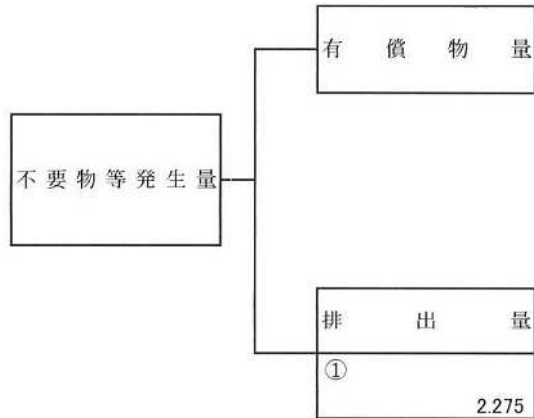 有償物量
不要物等発生量
排出量
①
2.275